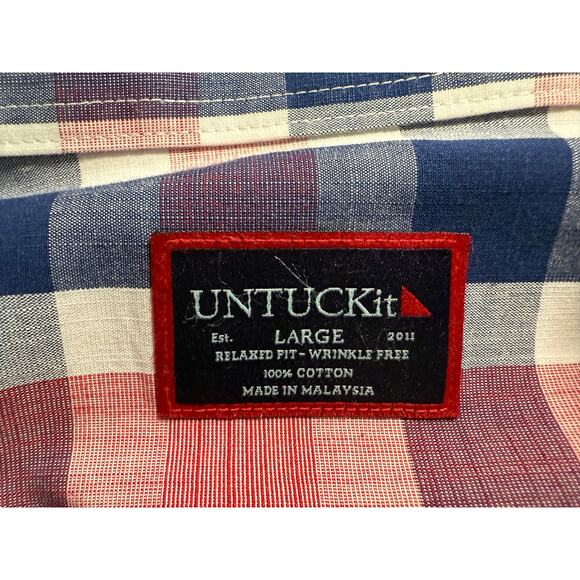 UNTUCKit
Est. LARGE 2011
RELAXED FIT - WRINKLE FREE
100% COTTON
MADE IN MALAYSIA